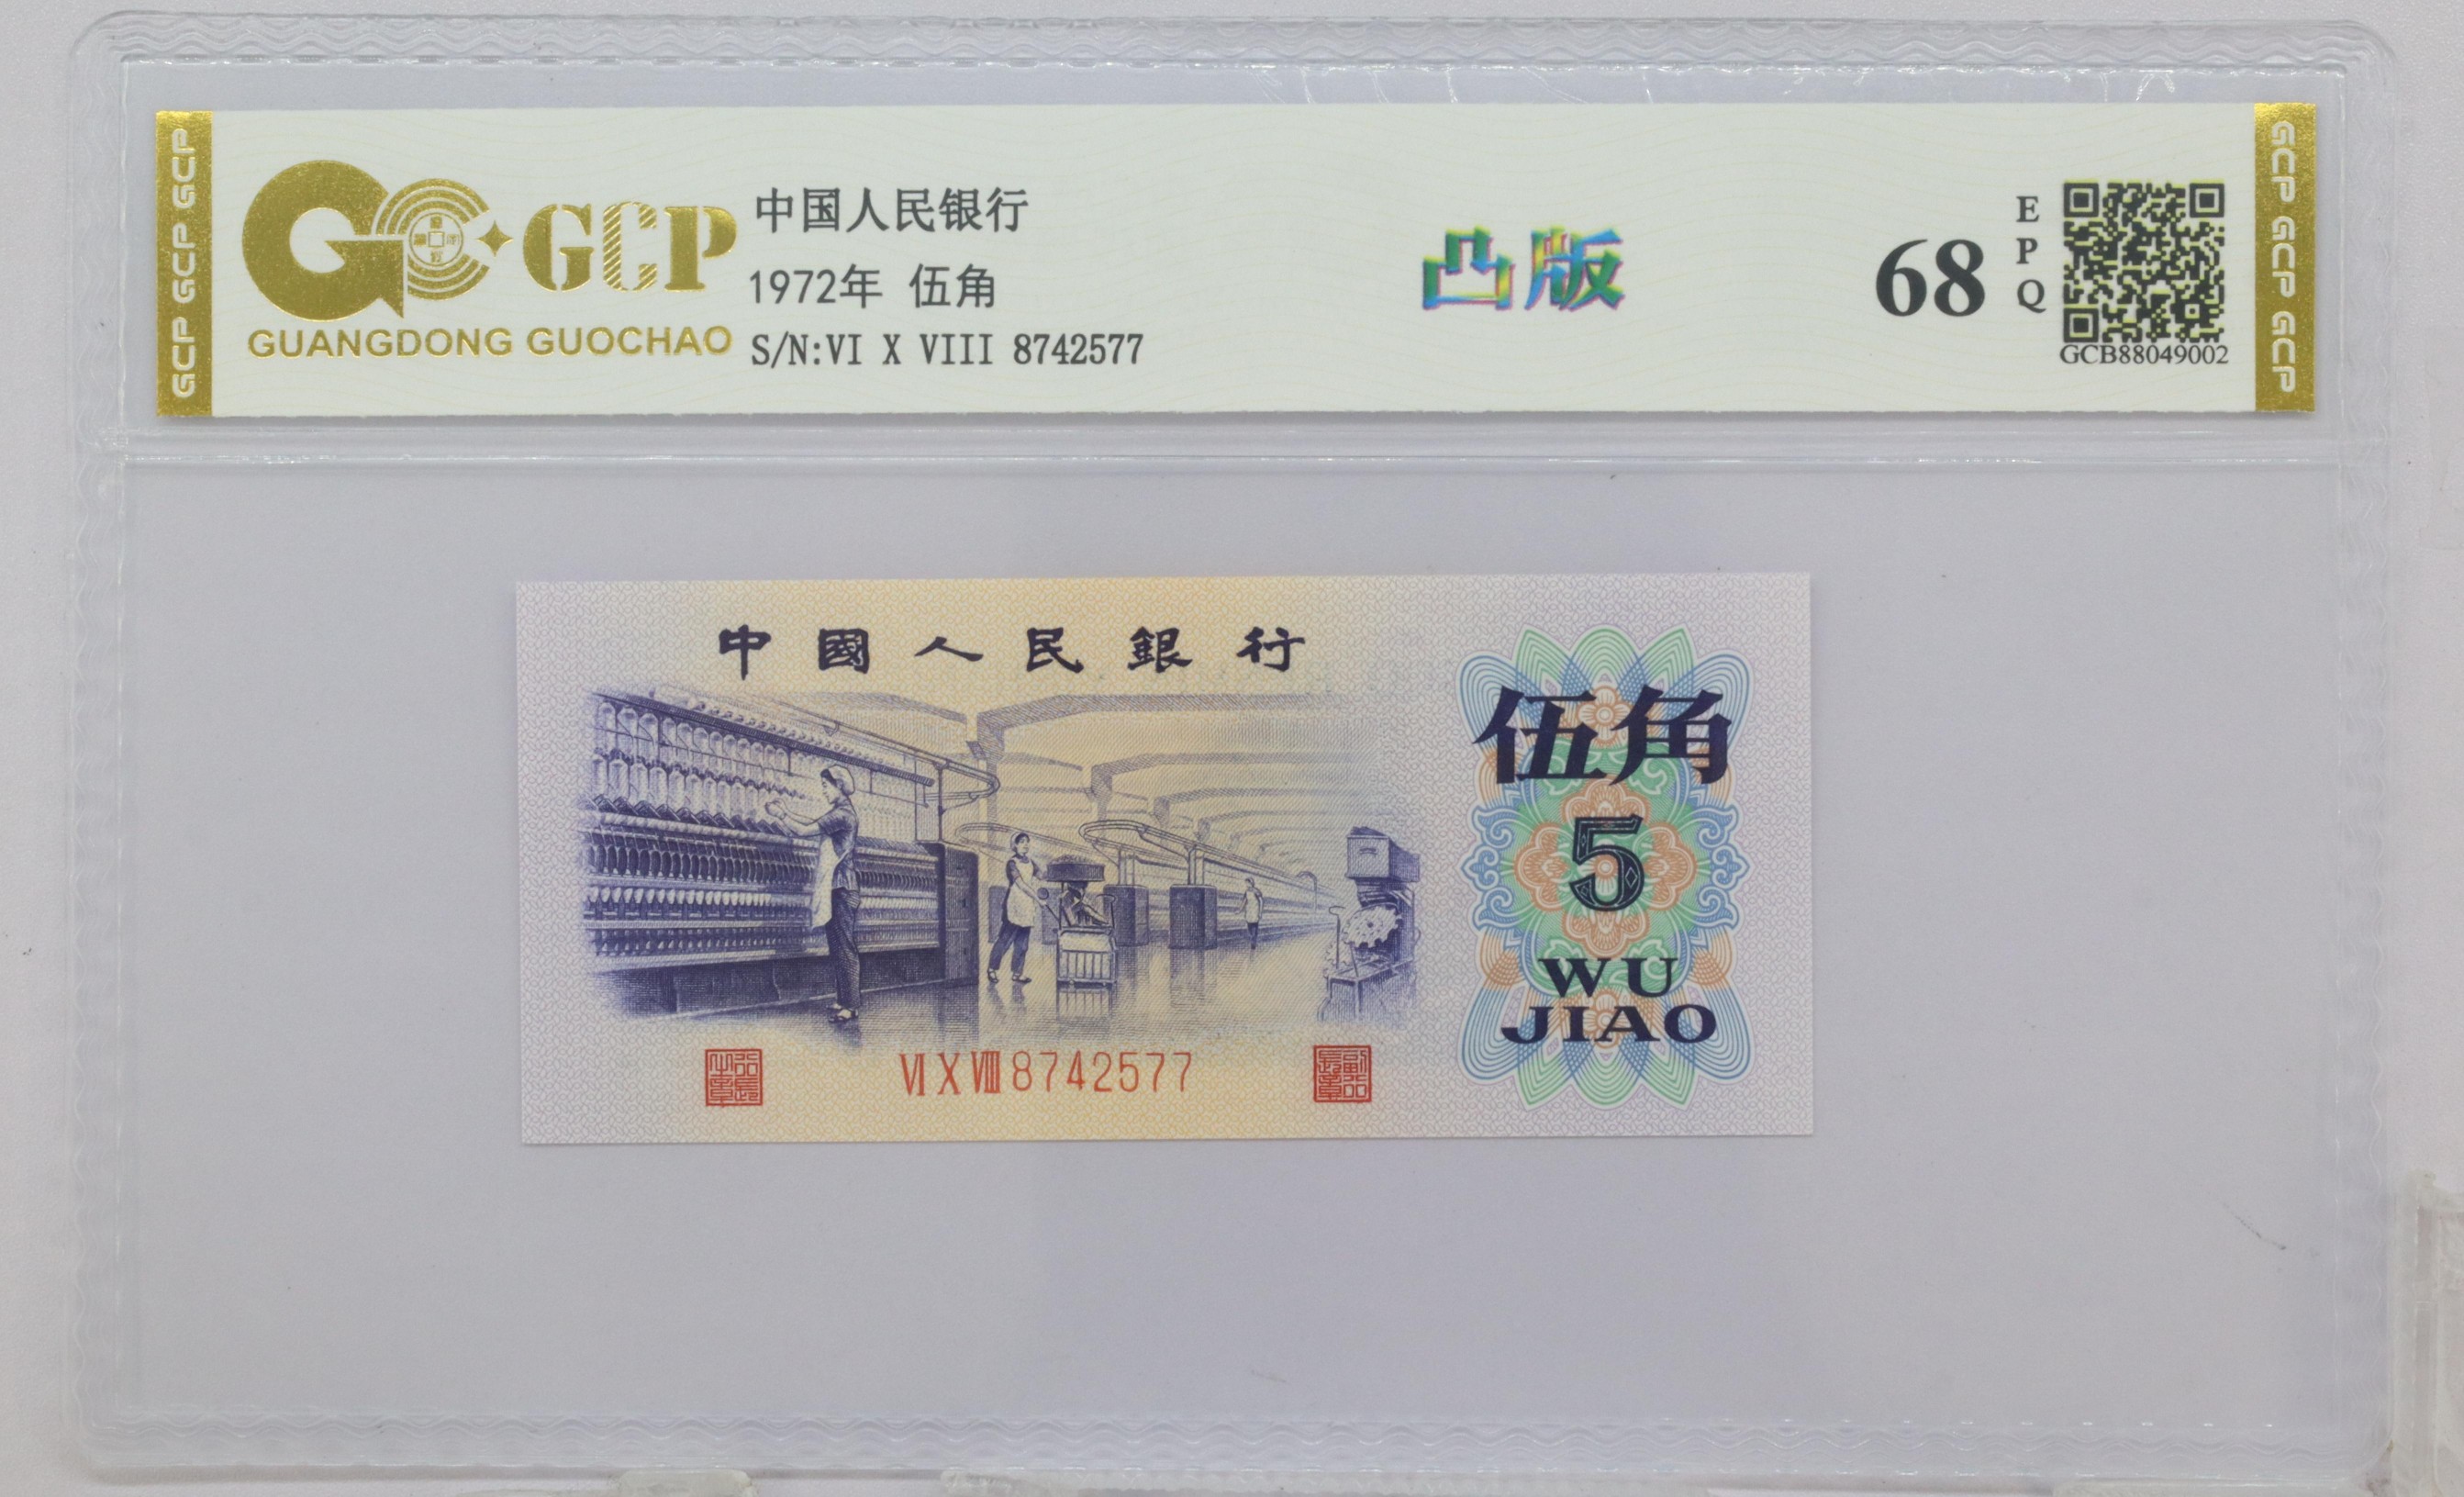 GCP GCP GCP
GCP
GUANGDONG GUOCHAO
中国人民银行
1972年 伍角
S/N:VI X VIII 8742577
凸版
68
EPQ
GCB88049002
GCP GCP GCP
中國人民銀行
伍角
5
WU
JIAO
VI X VIII 8742577